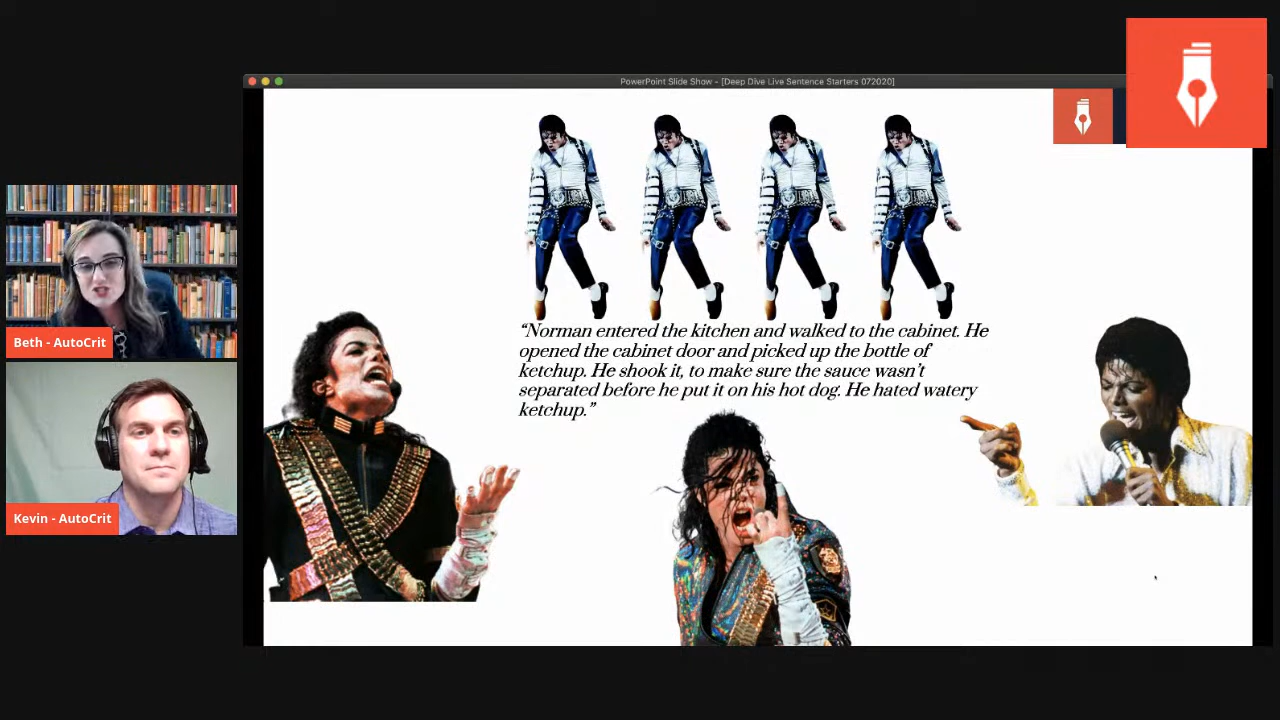 PowerPoint Slide Show - [Deep Dive Live Sentence Starters 072020]
“Norman entered the kitchen and walked to the cabinet. He
opened the cabinet door and picked up the bottle of
ketchup. He shook it, to make sure the sauce wasn’t
separated before he put it on his hot dog. He hated watery
ketchup.”
Beth - AutoCrit
Kevin - AutoCrit